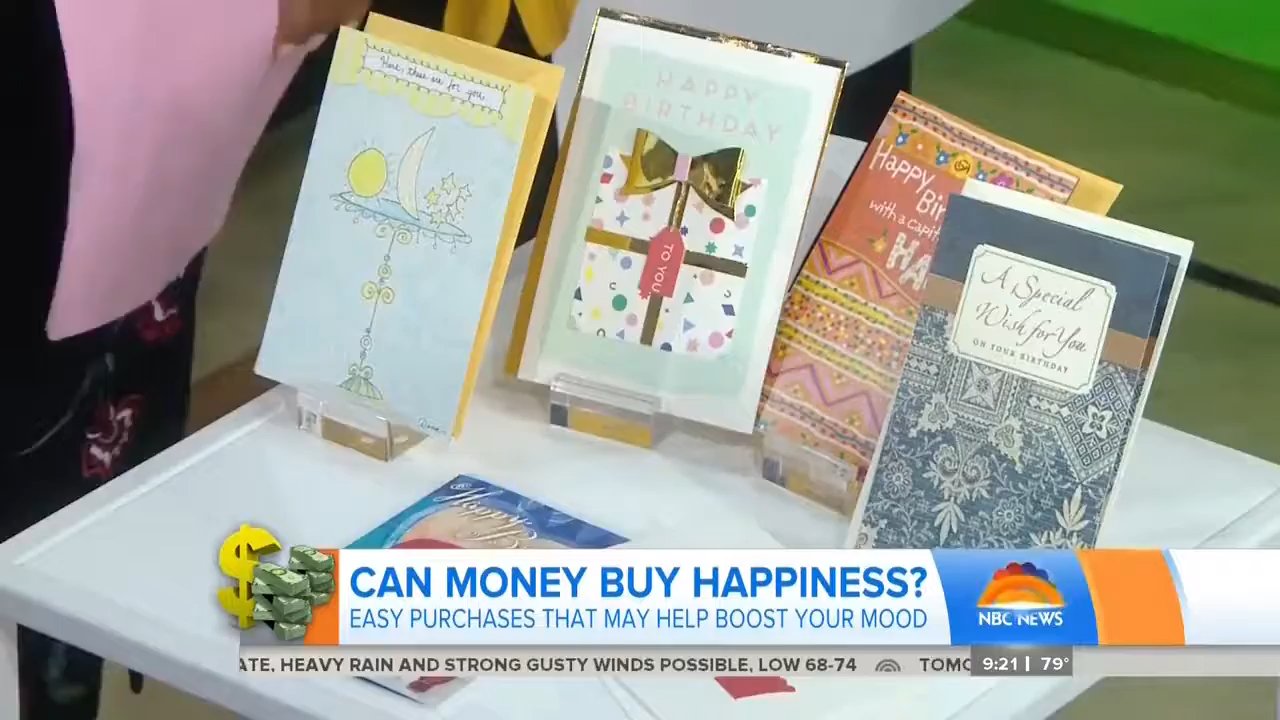 Here, these are for you
HAPPY
BIRTHDAY
TO YOU
Happy
with a
HA
A Special
Wish for You
ON YOUR BIRTHDAY
CAN MONEY BUY HAPPINESS?
EASY PURCHASES THAT MAY HELP BOOST YOUR MOOD
NBC NEWS
ATE, HEAVY RAIN AND STRONG GUSTY WINDS POSSIBLE, LOW 68-74 TOMO
9:21 79°